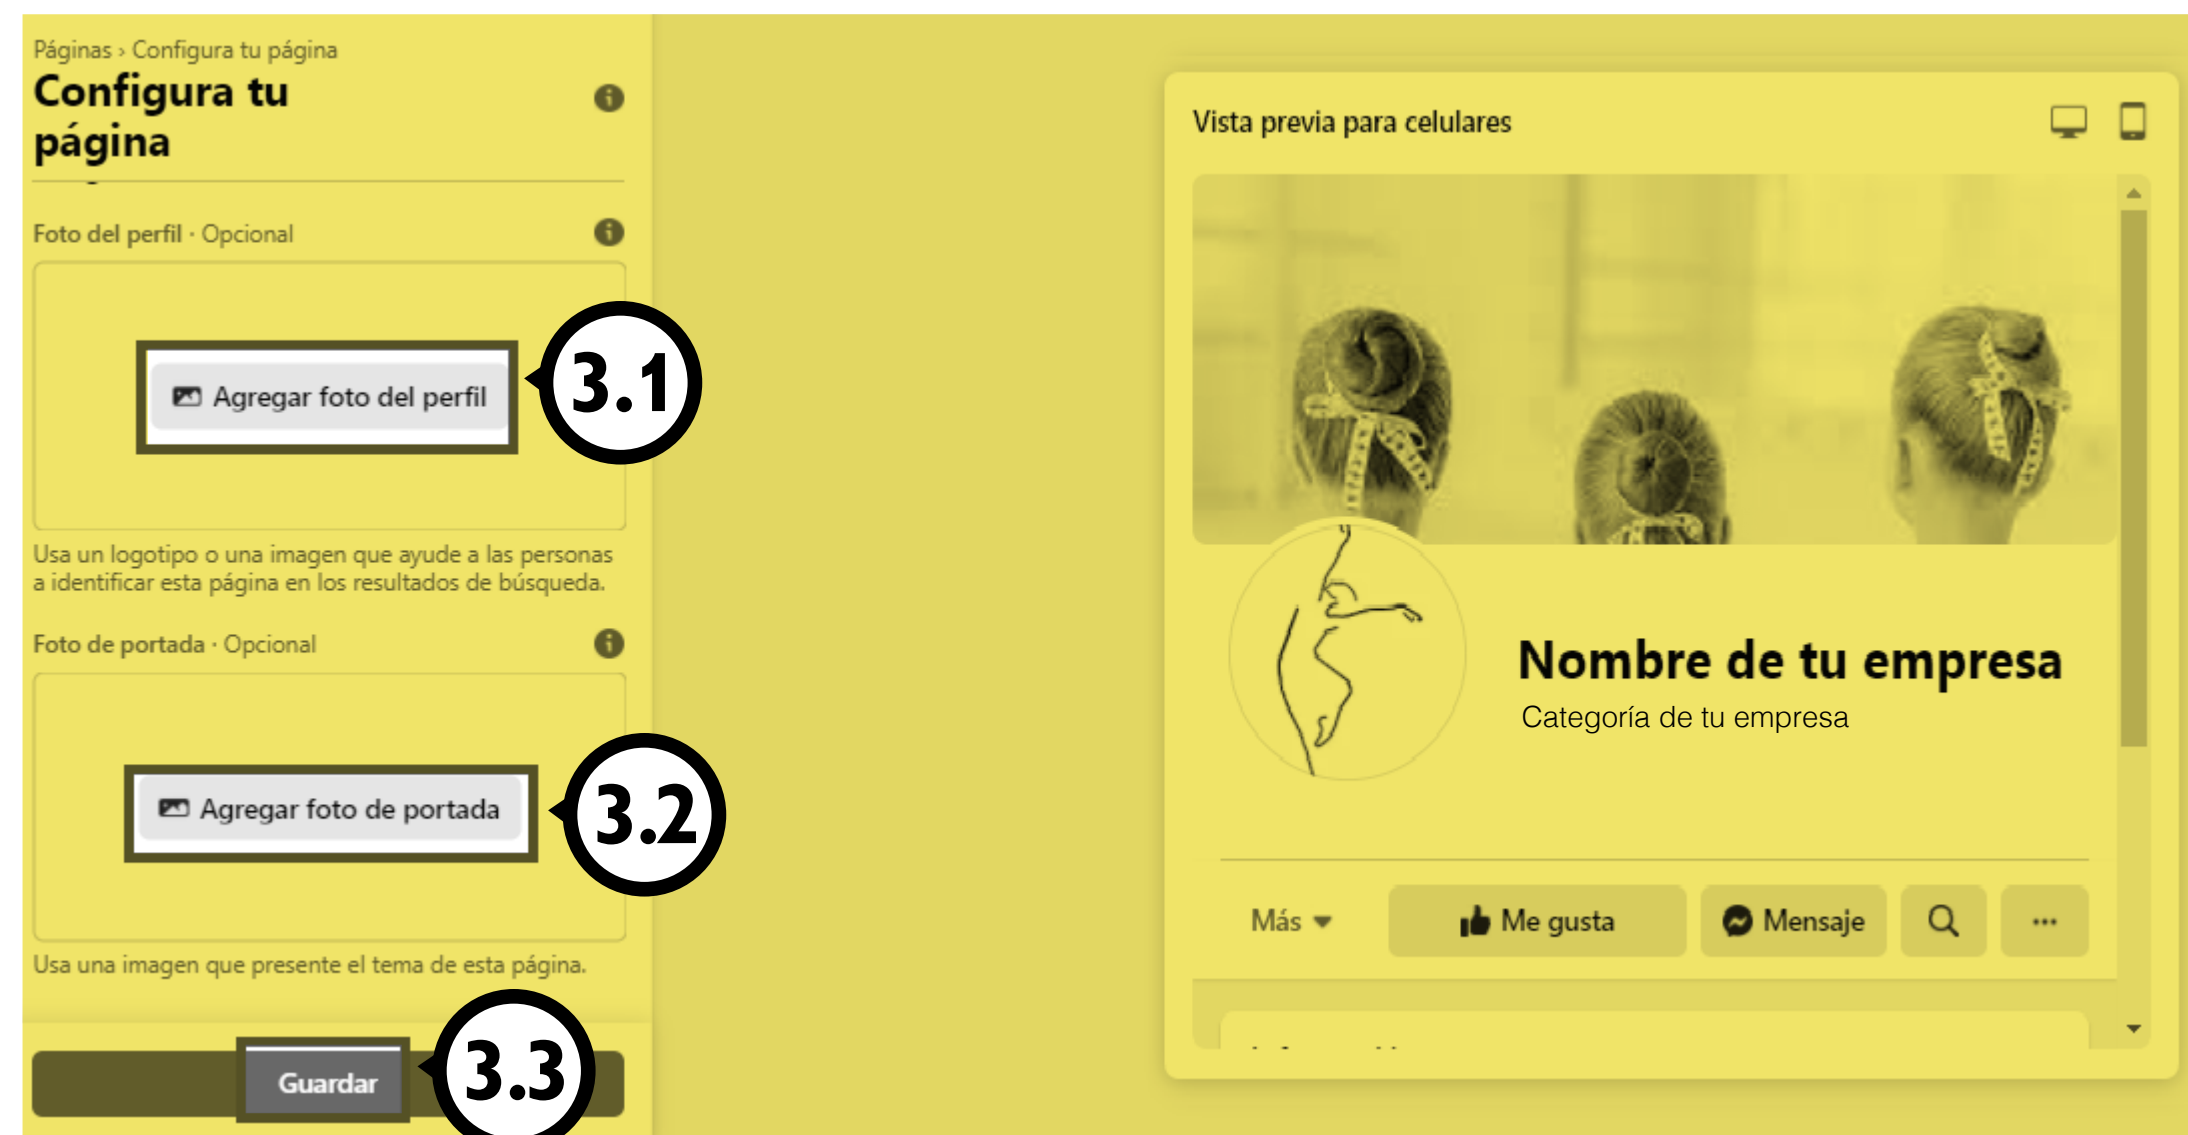 Páginas › Configura tu página
Configura tu
página
Foto del perfil · Opcional
Agregar foto del perfil
3.1
Usa un logotipo o una imagen que ayude a las personas
a identificar esta página en los resultados de búsqueda.
Foto de portada · Opcional
Agregar foto de portada
3.2
Usa una imagen que presente el tema de esta página.
Guardar
3.3
Vista previa para celulares
Nombre de tu empresa
Categoría de tu empresa
Más
Me gusta
Mensaje